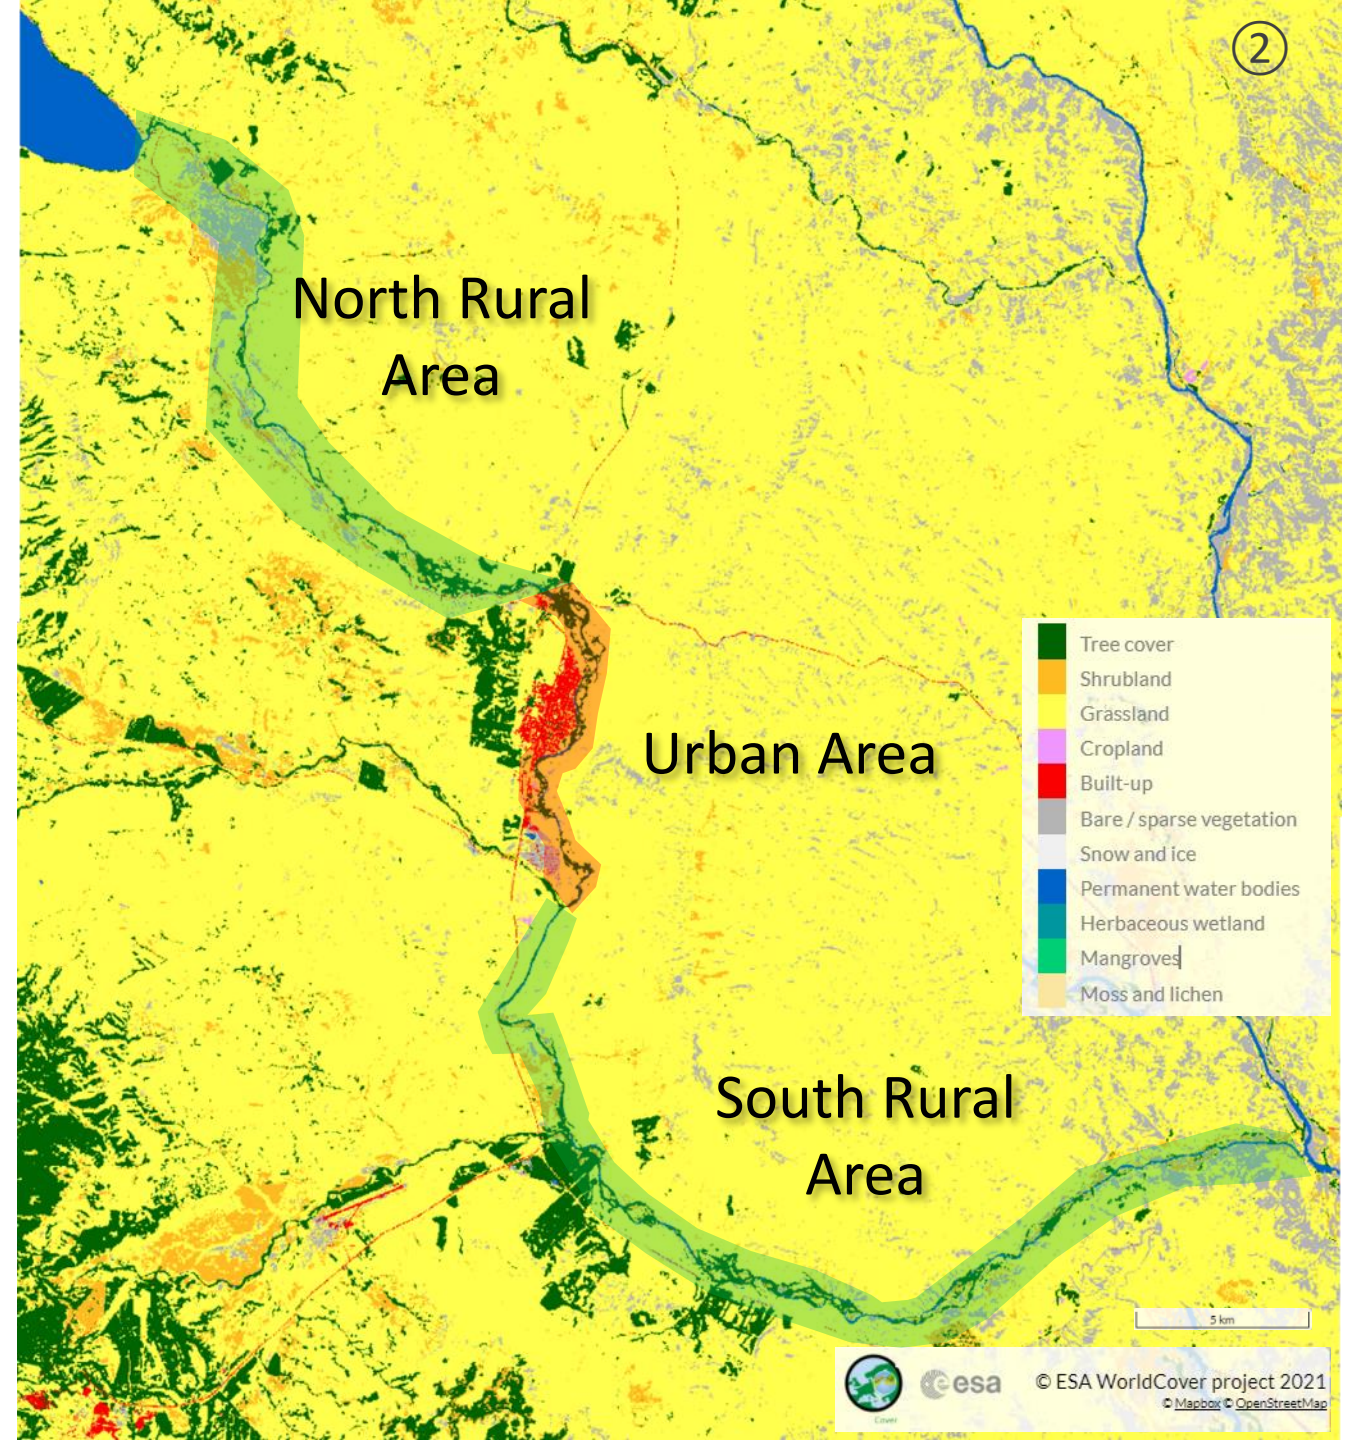 ②
North Rural
Area
Urban Area
Tree cover
Shrubland
Grassland
Cropland
Built-up
Bare / sparse vegetation
Snow and ice
Permanent water bodies
Herbaceous wetland
Mangroves
Moss and lichen
South Rural
Area
5 km
esa
© ESA WorldCover project 2021
© Mapbox © OpenStreetMap
Cover